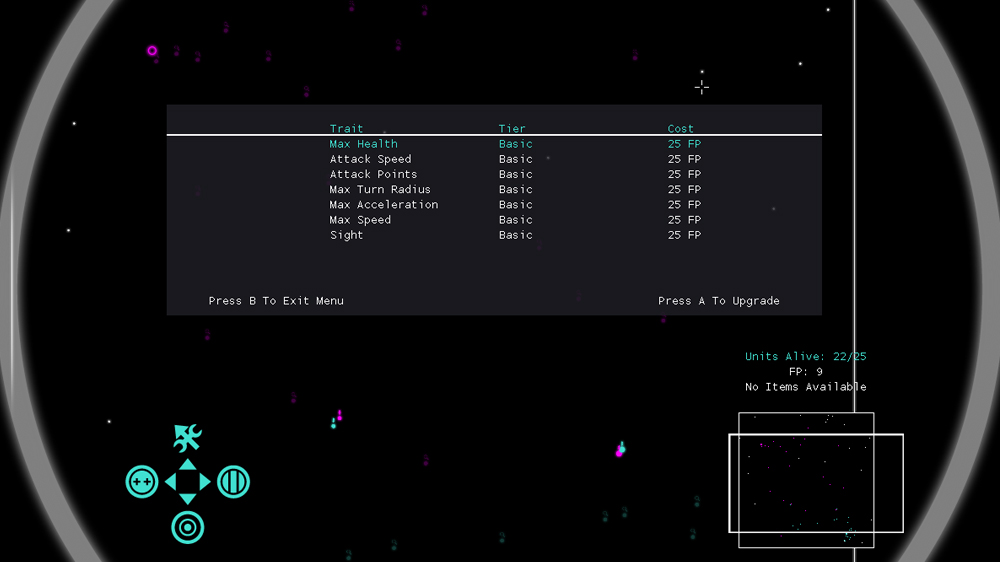 Trait Tier Cost
Max Health Basic 25 FP
Attack Speed Basic 25 FP
Attack Points Basic 25 FP
Max Turn Radius Basic 25 FP
Max Acceleration Basic 25 FP
Max Speed Basic 25 FP
Sight Basic 25 FP
Press B To Exit Menu Press A To Upgrade
Units Alive: 22/25
FP: 9
No Items Available